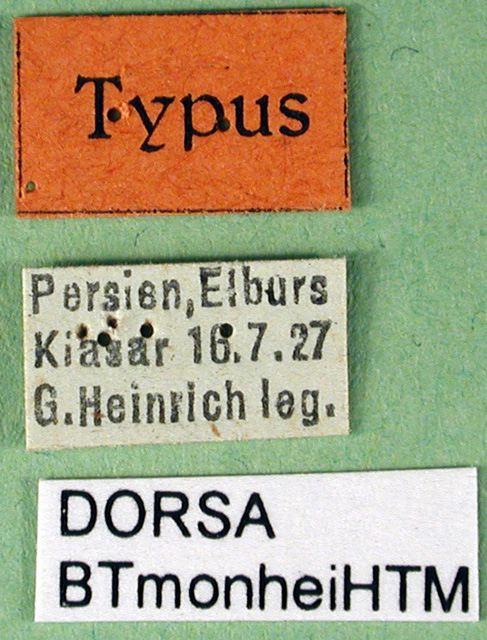 Typus
Persien, Elburs
Kiasar 16.7.27
G.Heinrich leg.
DORSA
BTmonheiHTM